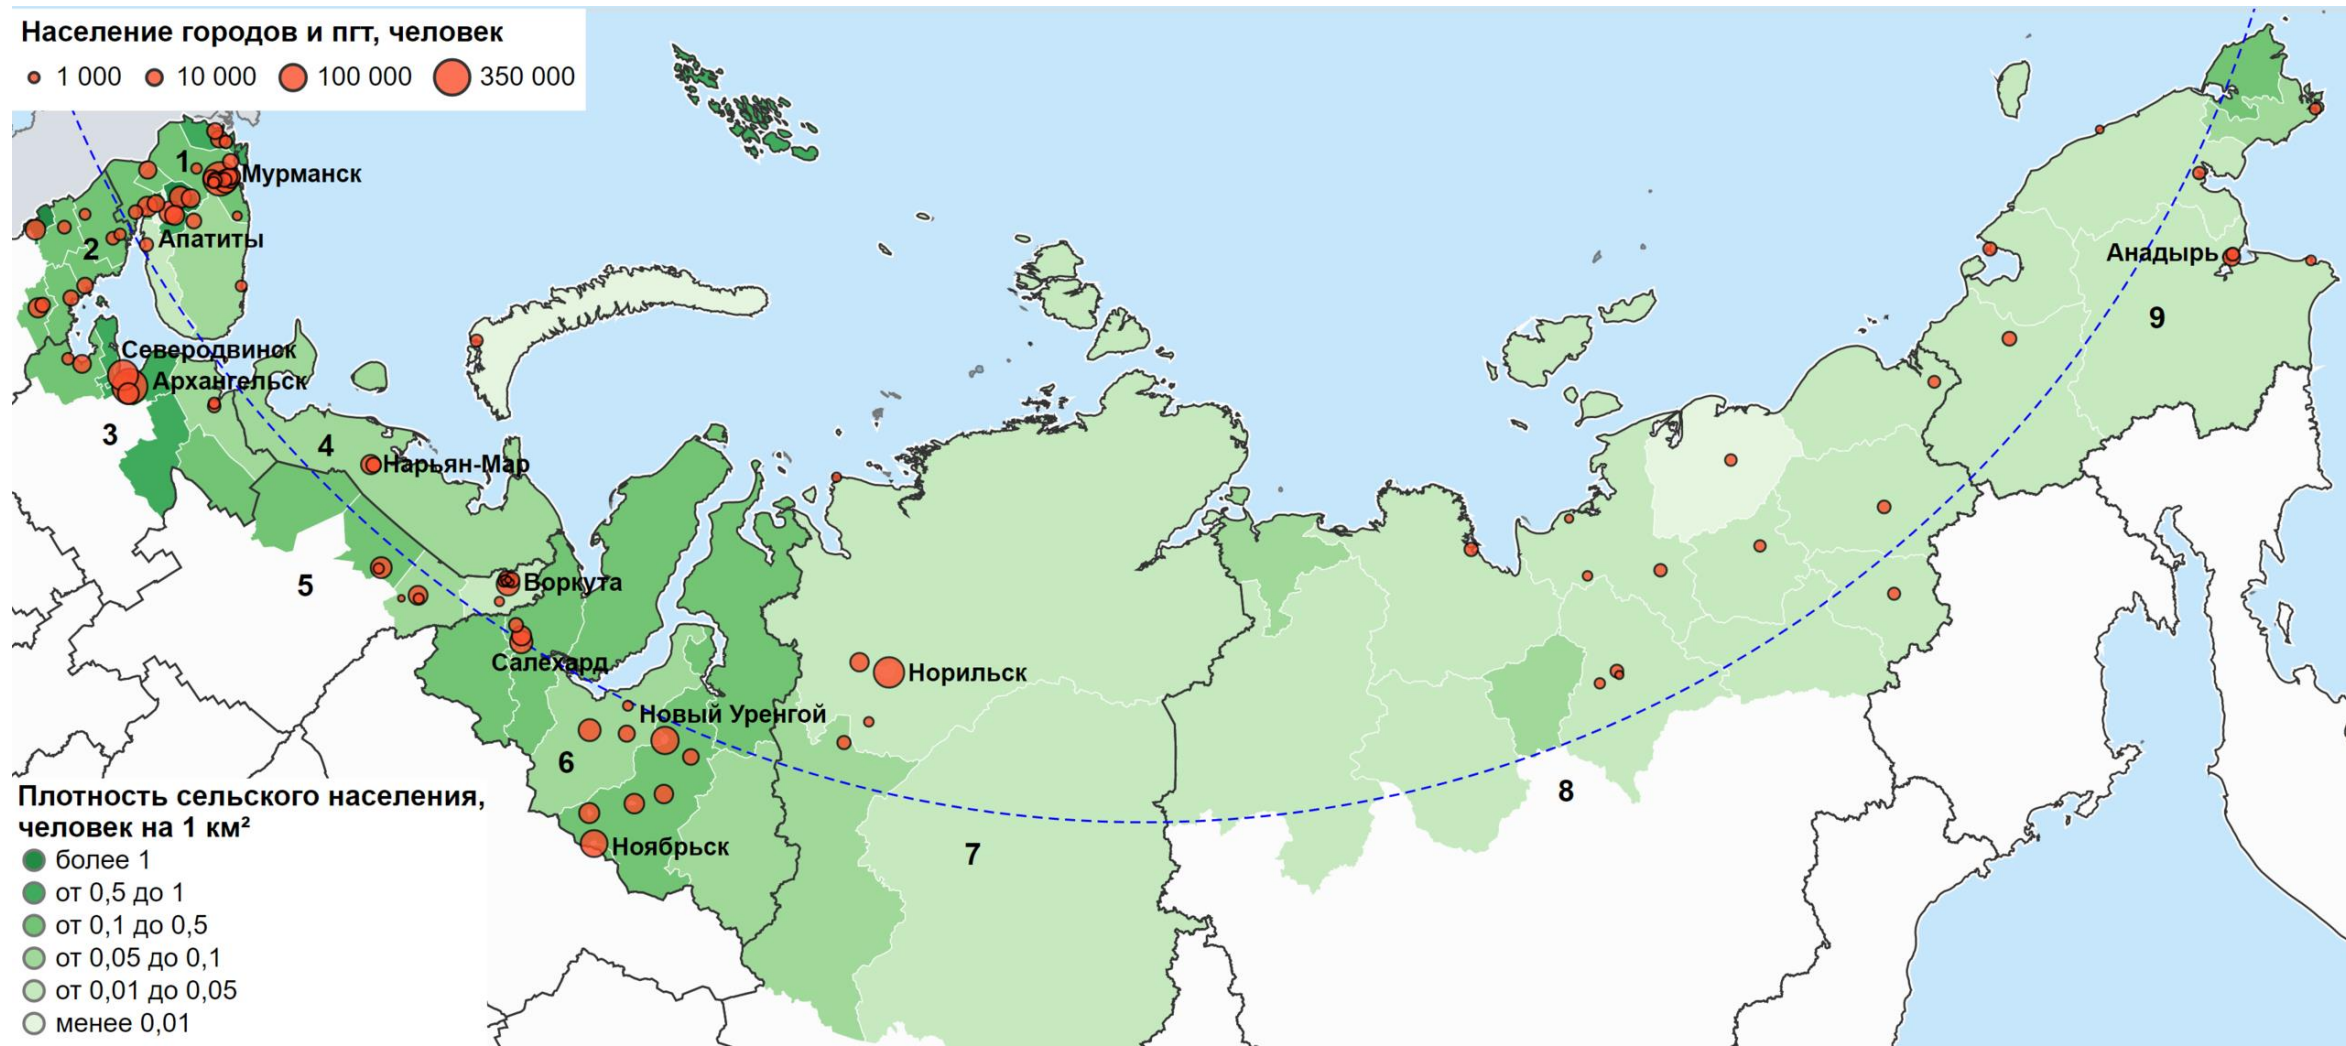 Население городов и пгт, человек
1 000 10 000 100 000 350 000
1
Мурманск
Апатиты
2
Северодвинск
Архангельск
3
4
Нарьян-Мар
5
Воркута
Салехард
Новый Уренгой
6
Ноябрьск
Норильск
7
8
Анадырь
9
Плотность сельского населения,
человек на 1 км²
более 1
от 0,5 до 1
от 0,1 до 0,5
от 0,05 до 0,1
от 0,01 до 0,05
менее 0,01